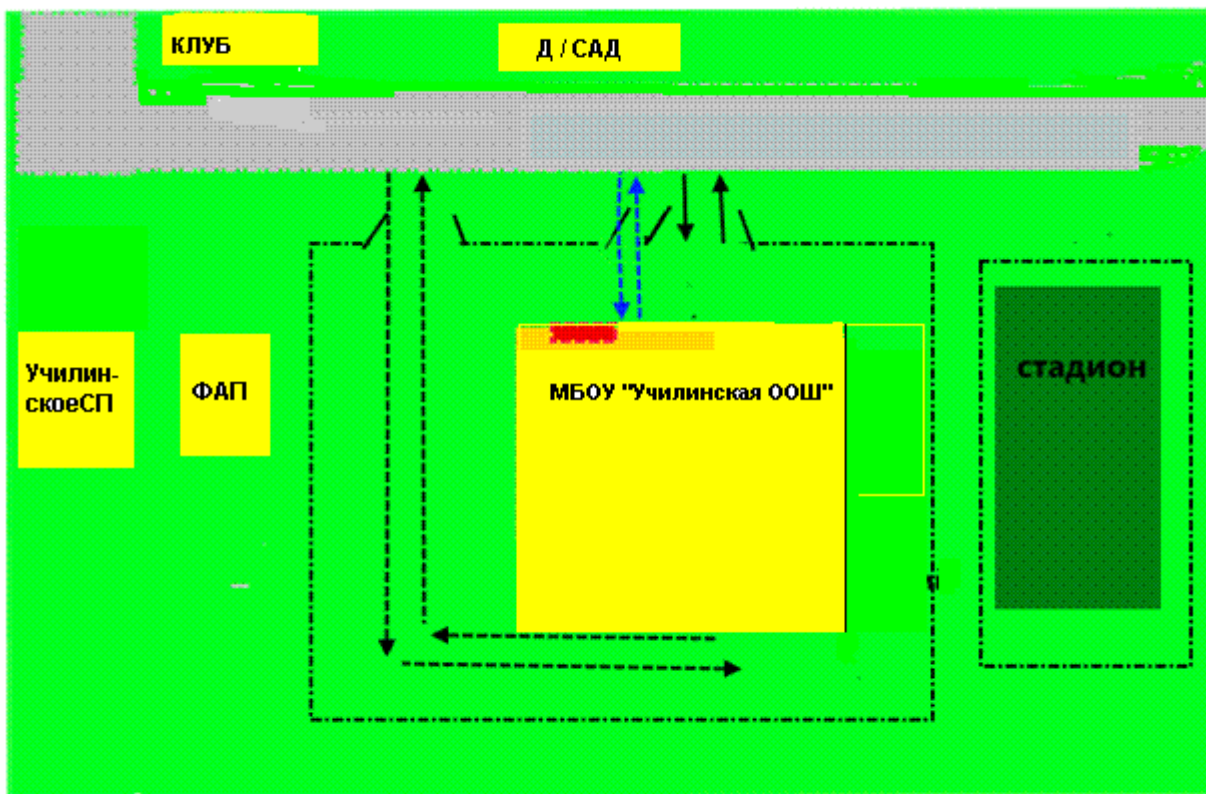 КЛУБ
Д / САД
Училин-
скоеСП
ФАП
МБОУ "Училинская ООШ"
стадион